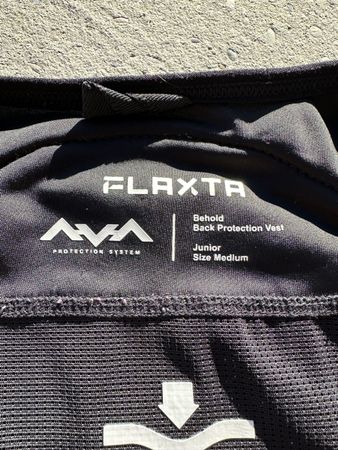 FLAXTA
AVA
PROTECTION SYSTEM
Behold
Back Protection Vest
Junior
Size Medium